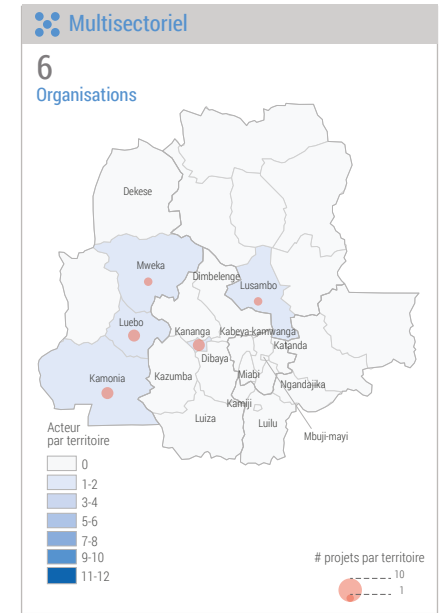 Multisectoriel
6
Organisations
Dekese
Mweka
Dimbelenge
Lusambo
Luebo
Kananga
Kabeya-kamwanga
Katanda
Dibaya
Kamonia
Kazumba
Miabi
Ngandajika
Kamiji
Luiza
Luilu
Mbuji-mayi
Acteur
par territoire
0
1-2
3-4
5-6
7-8
9-10
11-12
# projets par territoire
10
1